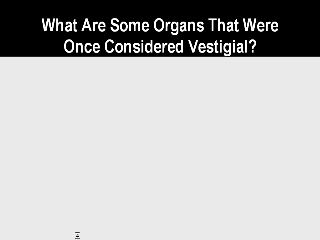 What Are Some Organs That Were
Once Considered Vestigial?